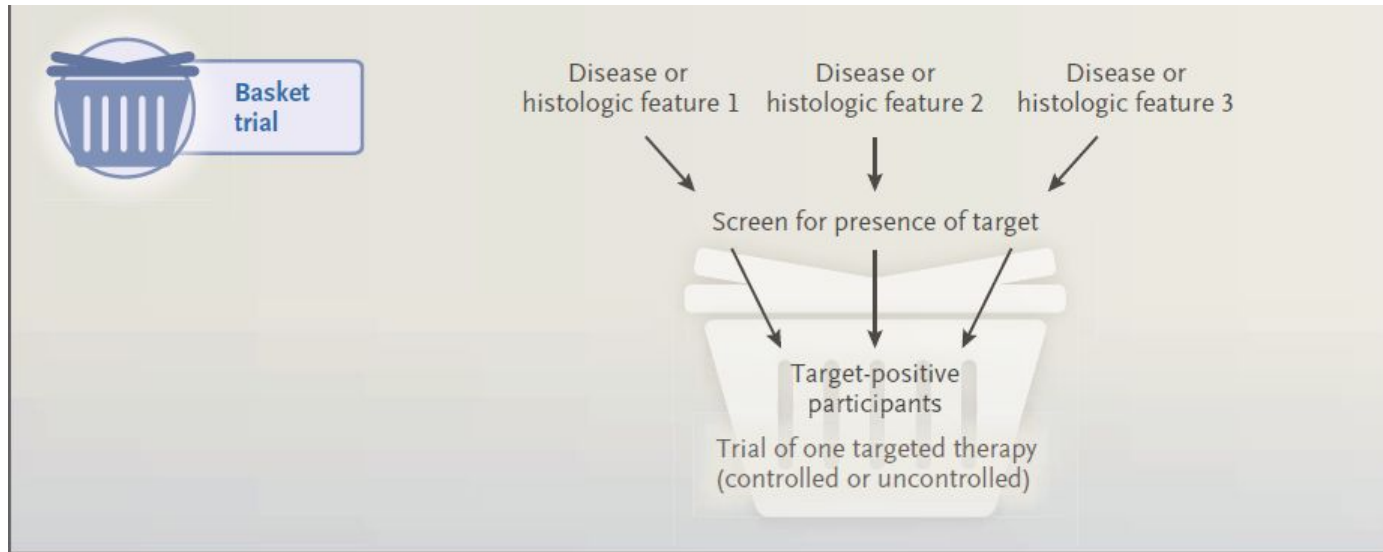 Basket
trial
Disease or
histologic feature 1
Disease or
histologic feature 2
Disease or
histologic feature 3
Screen for presence of target
Target-positive
participants
Trial of one targeted therapy
(controlled or uncontrolled)